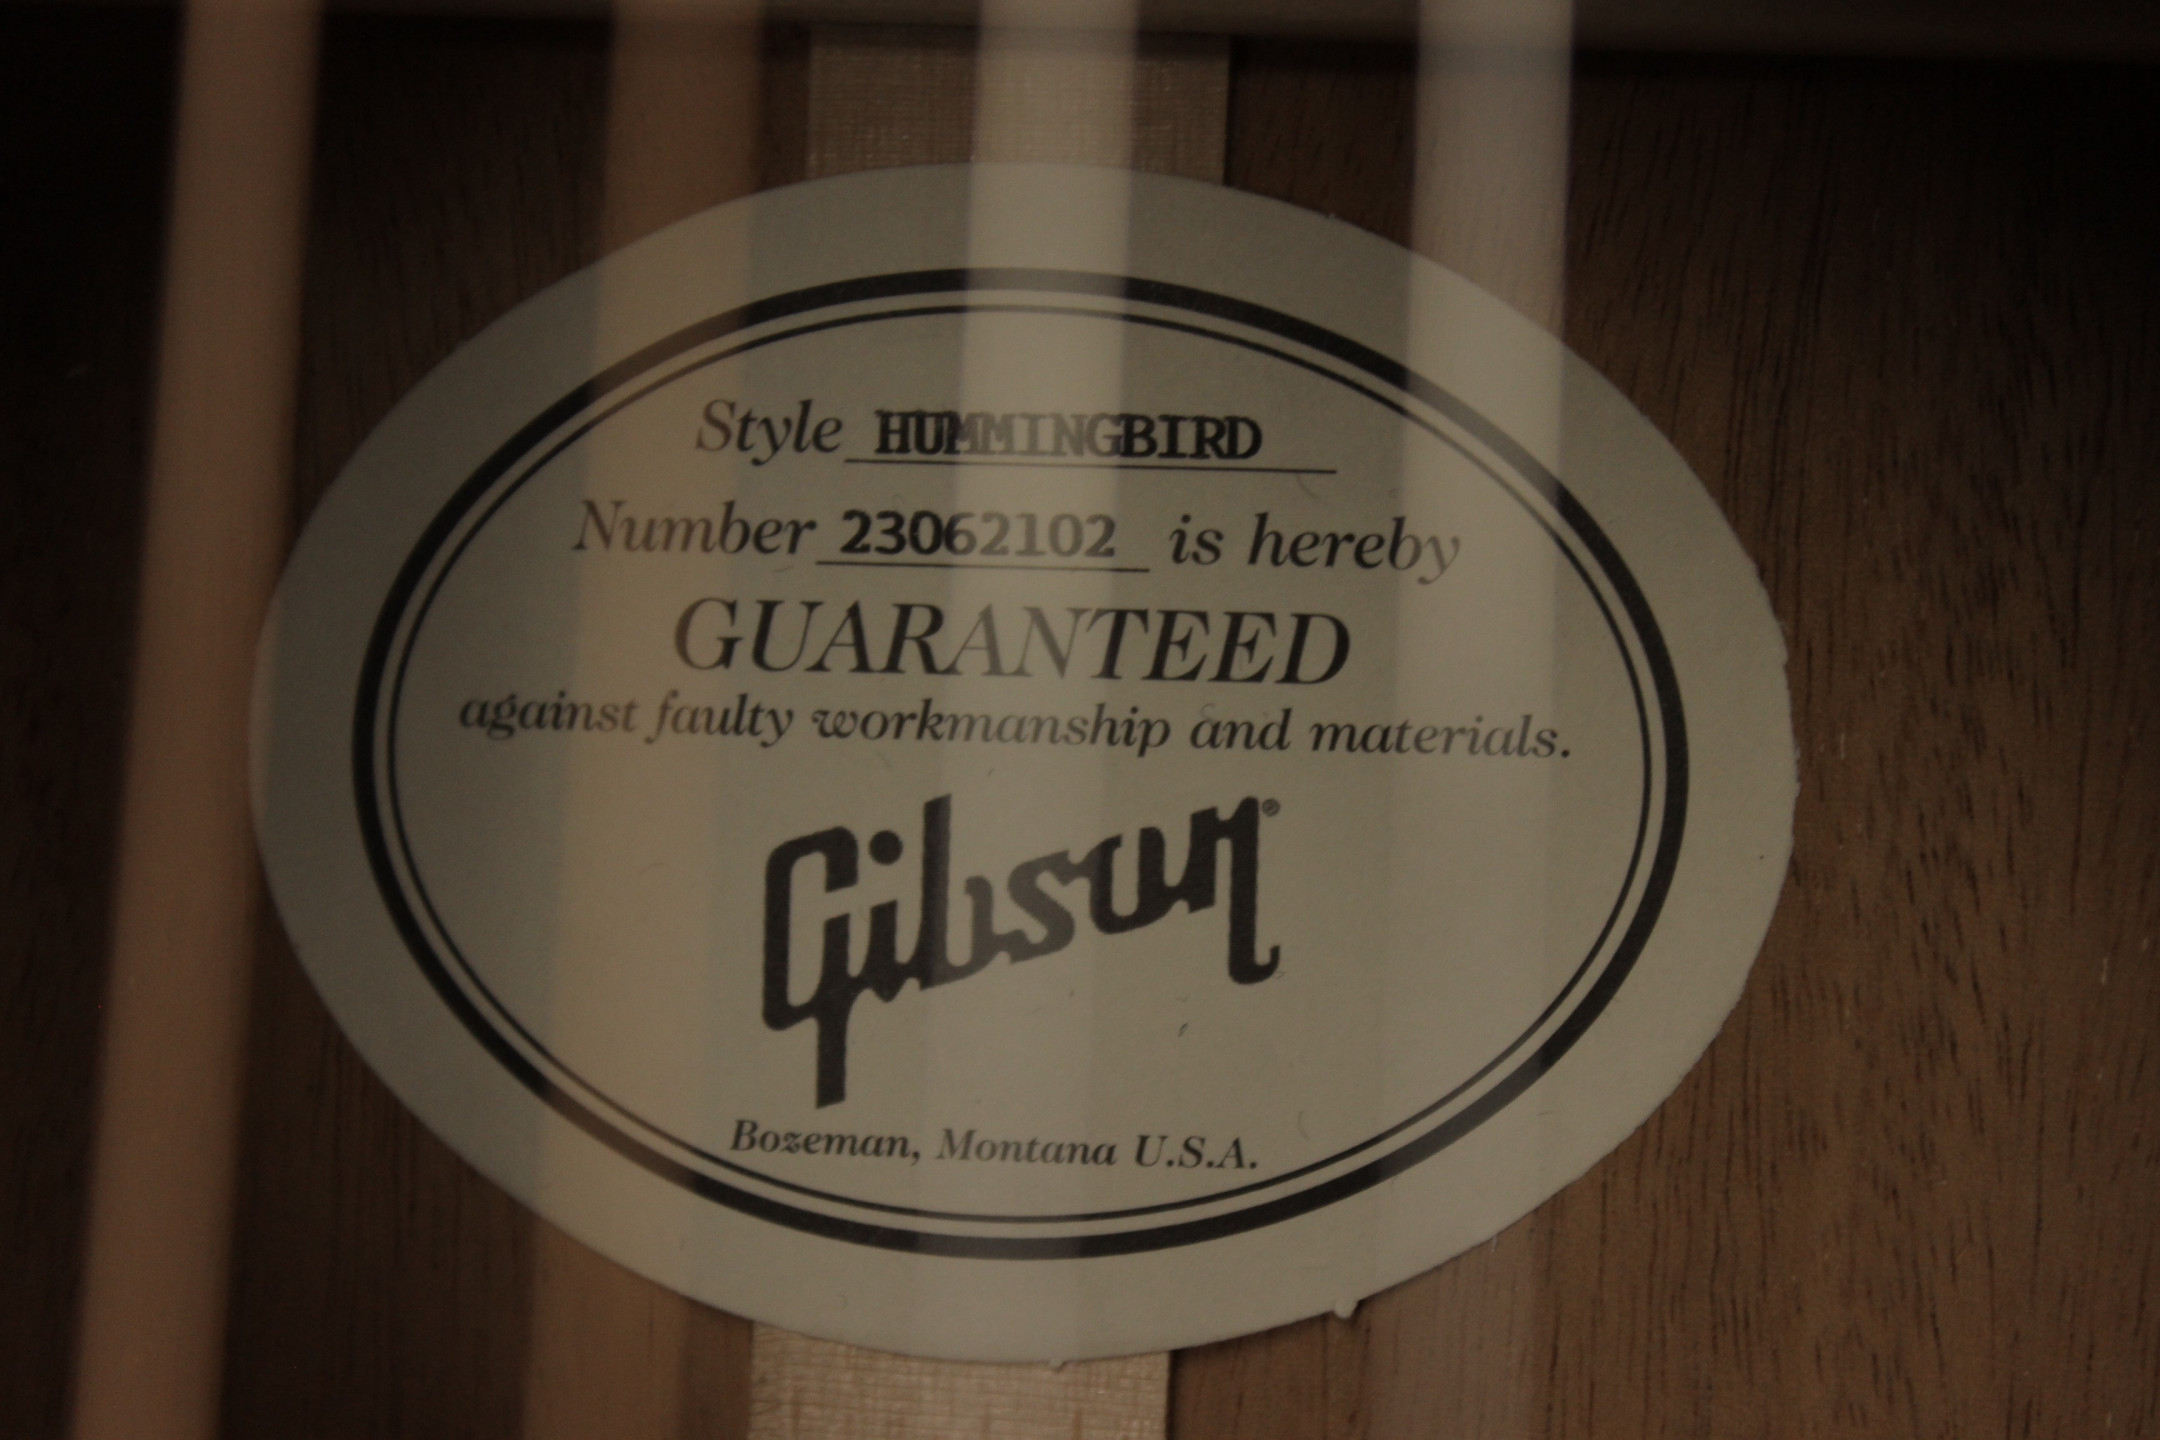 Style HUMMINGBIRD
Number 23062102 is hereby
GUARANTEED
against faulty workmanship and materials.
Gibson®
Bozeman, Montana U.S.A.